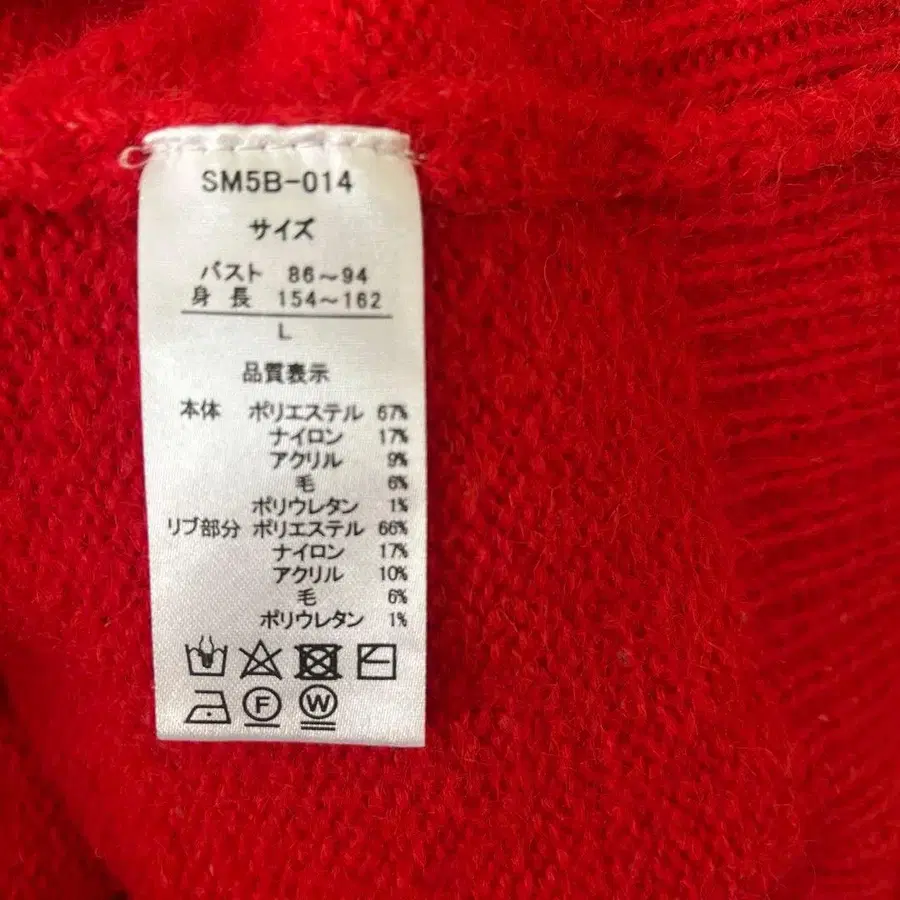 SM5B-014
サイズ
バスト 86～94
身 長 154～162
L
品質表示
本体 ポリエステル 67%
ナイロン 17%
アクリル 9%
毛 6%
ポリウレタン 1%
リブ部分 ポリエステル 66%
ナイロン 17%
アクリル 10%
毛 6%
ポリウレタン 1%
F W